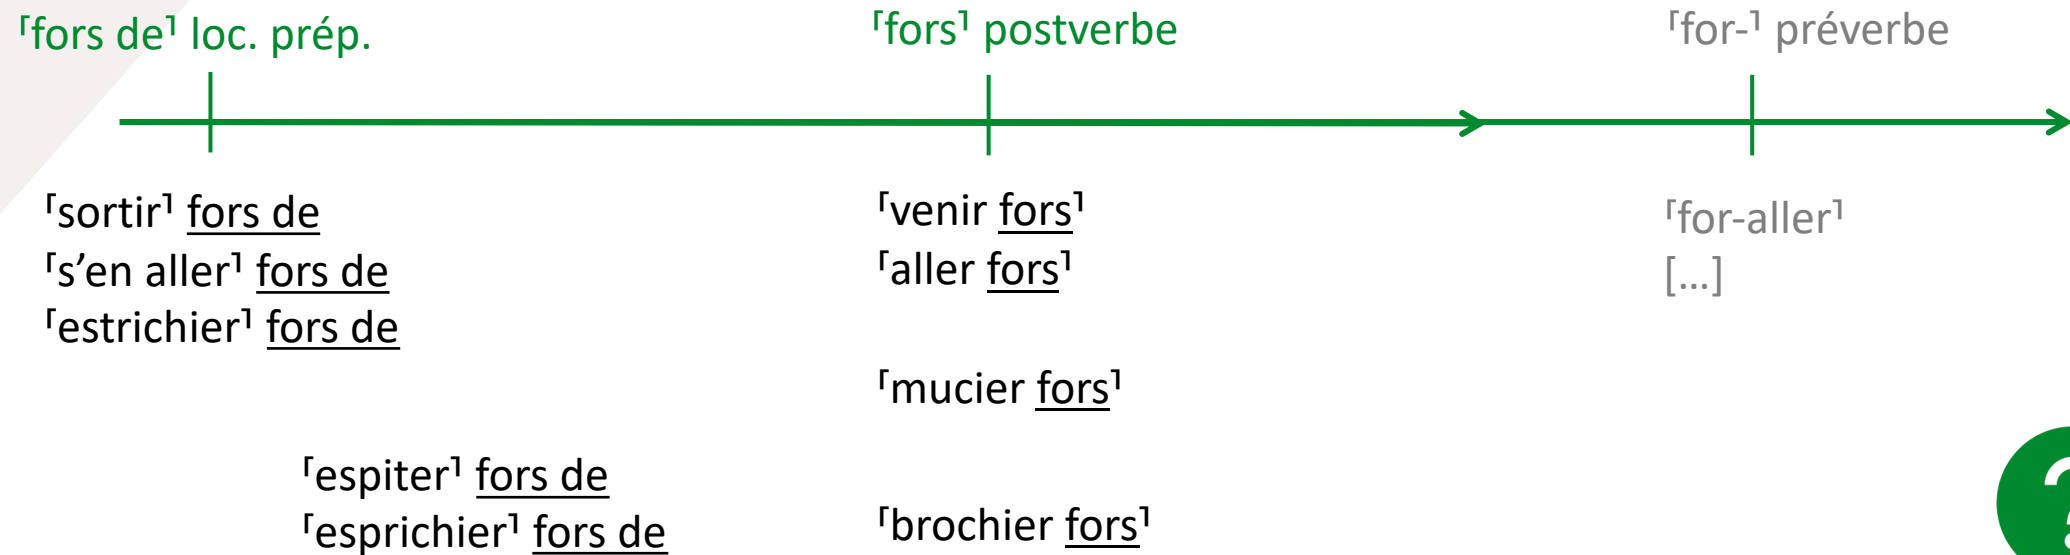 ⸢fors de⸣ loc. prép.
⸢fors⸣ postverbe
⸢for-⸣ préverbe
⸢sortir⸣ fors de
⸢s’en aller⸣ fors de
⸢estrichier⸣ fors de
⸢espiter⸣ fors de
⸢esprichier⸣ fors de
⸢venir fors⸣
⸢aller fors⸣
⸢mucier fors⸣
⸢brochier fors⸣
⸢for-aller⸣
[…]
?